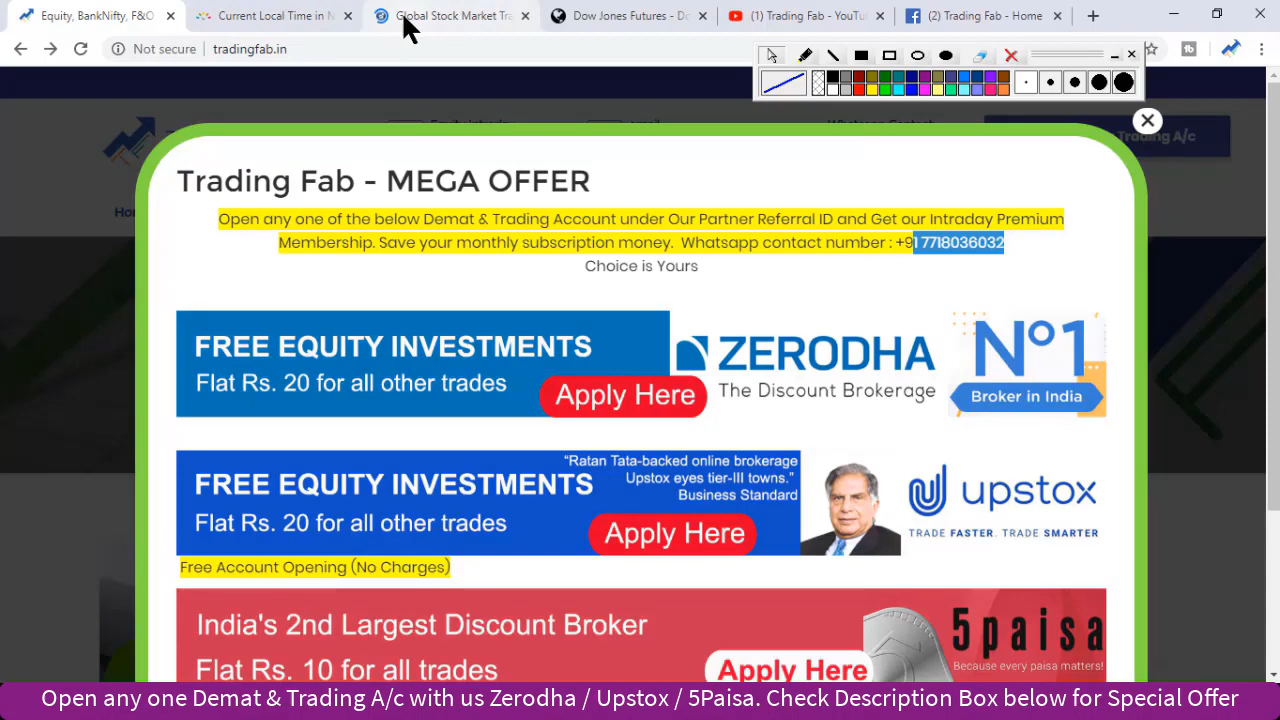 Equity, BankNifty, F&O
Current Local Time in N
Global Stock Market Tra
Dow Jones Futures - Do
(1) Trading Fab - YouTu
(2) Trading Fab - Home
Not secure
tradingfab.in
Trading A/c
Trading Fab - MEGA OFFER
Open any one of the below Demat & Trading Account under Our Partner Referral ID and Get our Intraday Premium
Membership. Save your monthly subscription money. Whatsapp contact number : +91 7718036032
Choice is Yours
FREE EQUITY INVESTMENTS
Flat Rs. 20 for all other trades
Apply Here
ZERODHA
The Discount Brokerage
Nº1
Broker in India
FREE EQUITY INVESTMENTS
Flat Rs. 20 for all other trades
"Ratan Tata-backed online brokerage
Upstox eyes tier-III towns."
Business Standard
Apply Here
upstox
TRADE FASTER. TRADE SMARTER
Free Account Opening (No Charges)
India's 2nd Largest Discount Broker
Flat Rs. 10 for all trades
Apply Here
5paisa
Because every paisa matters!
Open any one Demat & Trading A/c with us Zerodha / Upstox / 5Paisa. Check Description Box below for Special Offer